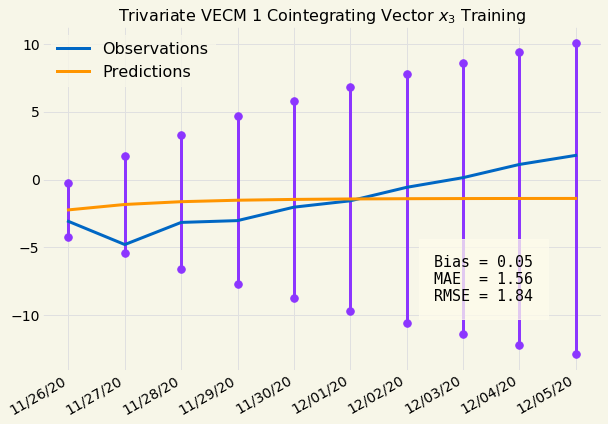 Trivariate VECM 1 Cointegrating Vector x₃ Training
Observations
Predictions
10
5
0
−5
−10
Bias = 0.05
MAE  = 1.56
RMSE = 1.84
11/26/20
11/27/20
11/28/20
11/29/20
11/30/20
12/01/20
12/02/20
12/03/20
12/04/20
12/05/20